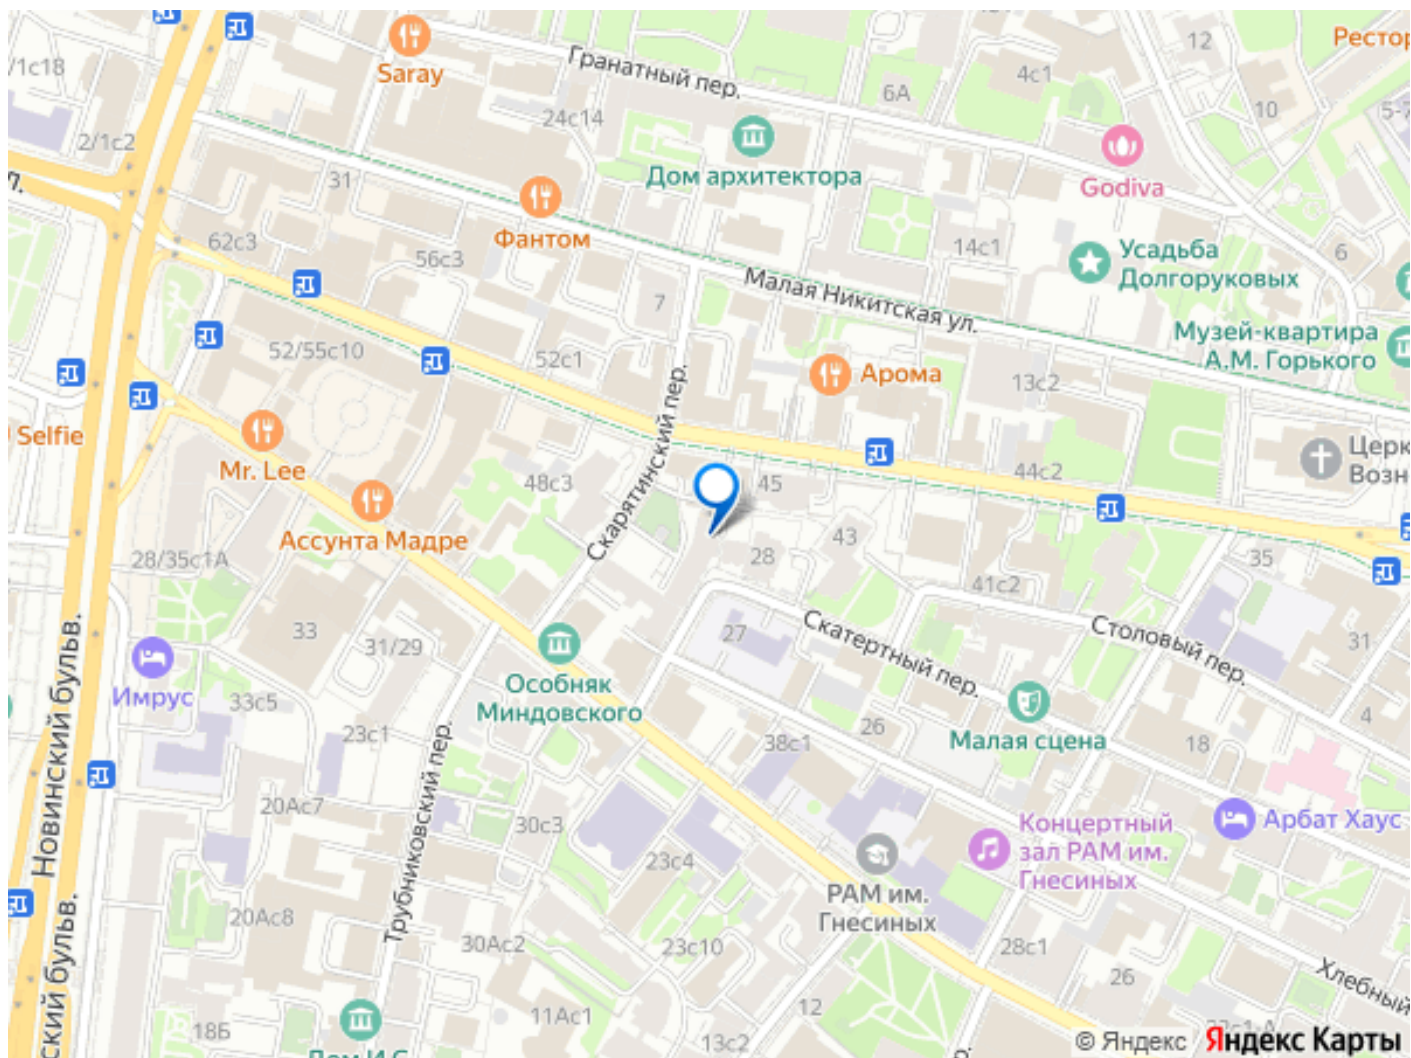 Рестор
12
Saray
Гранатный пер.
4с1
/1с18
6А
10
5-7
24с14
2/1с2
Дом архитектора
Godiva
31
Фантом
62с3
56с3
14с1
Усадьба
Долгоруковых
6
7
Малая Никитская ул.
Музей-квартира
А.М. Горького
52/55с10
52с1
Арома
13с2
Selfie
Mr. Lee
Скарятинский пер.
48с3
45
44с2
Церк
Возн
Ассунта Мадре
28/35с1А
28
43
35
41с2
33
31/29
27
Скатертный пер.
Столовый пер.
31
Имрус
33с5
Особняк
Миндовского
Новинский бульв.
23с1
Трубниковский пер.
26
38с1
Малая сцена
18
4
20Ас7
30с3
Концертный
зал РАМ им.
Гнесиных
Арбат Хаус
23с4
РАМ им.
Гнесиных
20Ас8
30Ас2
23с10
28с1
26
Хлебный
ский бульв.
18Б
11Ас1
12
13с2
© Яндекс
Яндекс Карты